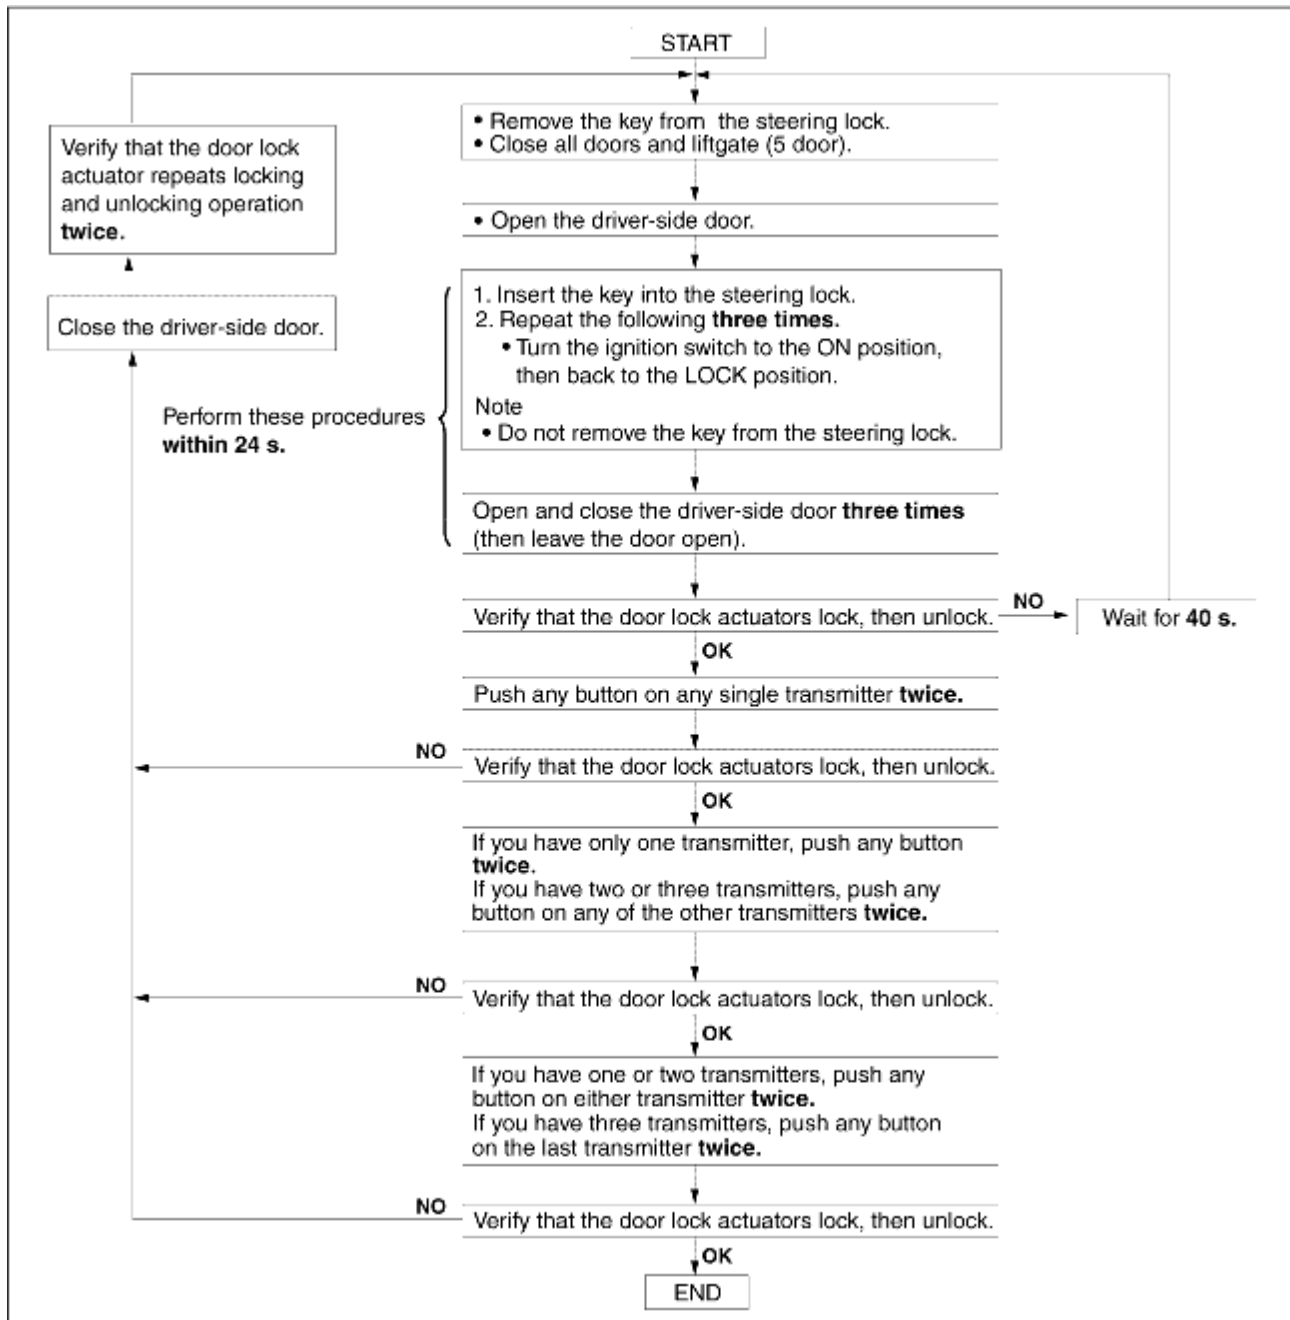 START
• Remove the key from the steering lock.
• Close all doors and liftgate (5 door).
Verify that the door lock
actuator repeats locking
and unlocking operation
twice.
• Open the driver-side door.
Close the driver-side door.
1. Insert the key into the steering lock.
2. Repeat the following three times.
• Turn the ignition switch to the ON position,
then back to the LOCK position.
Note
• Do not remove the key from the steering lock.
Perform these procedures
within 24 s.
Open and close the driver-side door three times
(then leave the door open).
Verify that the door lock actuators lock, then unlock.
NO
Wait for 40 s.
OK
Push any button on any single transmitter twice.
NO
Verify that the door lock actuators lock, then unlock.
OK
If you have only one transmitter, push any button
twice.
If you have two or three transmitters, push any
button on any of the other transmitters twice.
NO
Verify that the door lock actuators lock, then unlock.
OK
If you have one or two transmitters, push any
button on either transmitter twice.
If you have three transmitters, push any button
on the last transmitter twice.
NO
Verify that the door lock actuators lock, then unlock.
OK
END